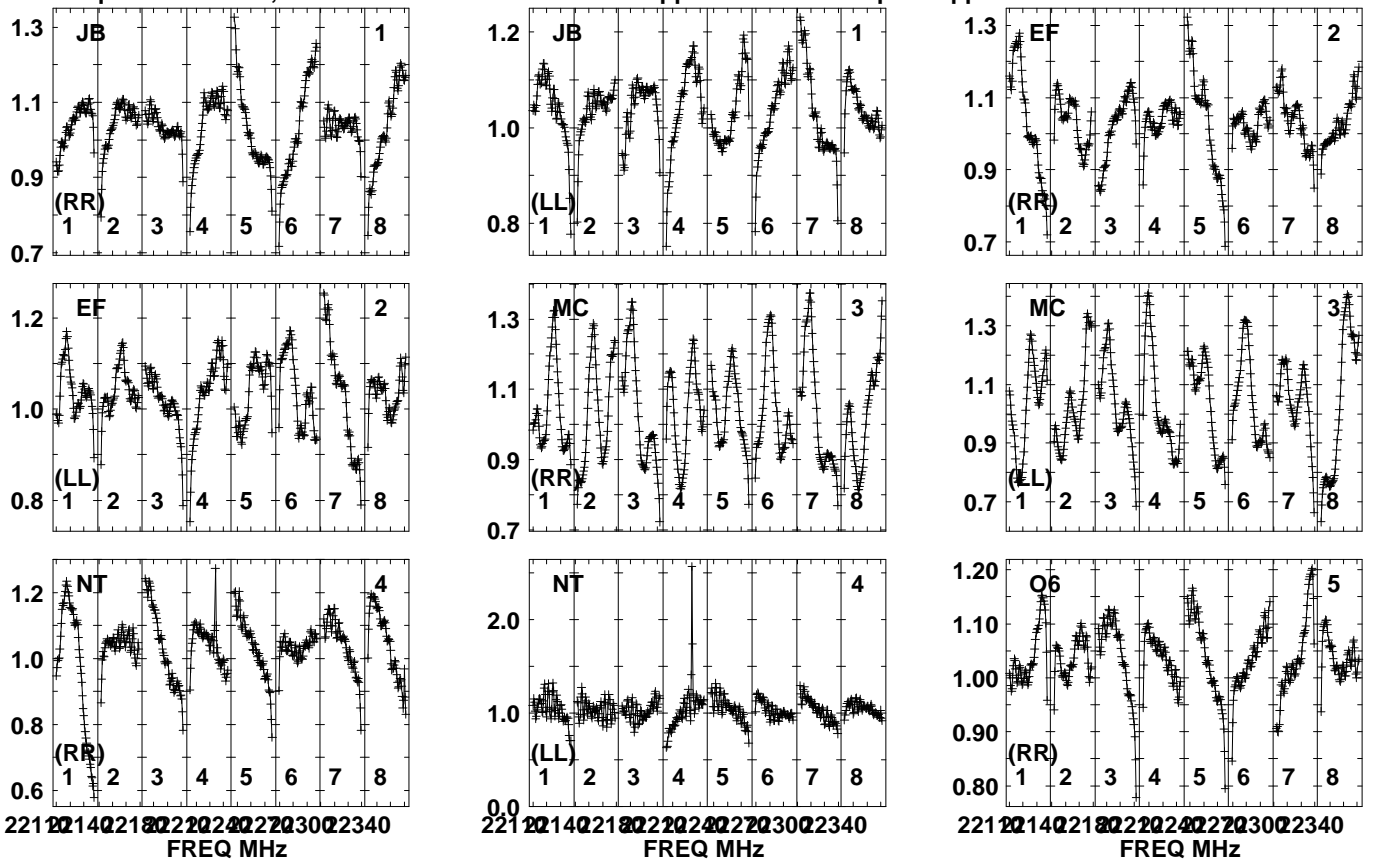 1.3 JB 1
1.1
0.9
(RR)
0.7 1 2 3 4 5 6 7 8
1.2 JB 1
1.0
(LL)
0.8 1 2 3 4 5 6 7 8
1.3 EF 2
1.1
0.9
(RR)
0.7 1 2 3 4 5 6 7 8
1.2 EF 2
1.0
(LL)
0.8 1 2 3 4 5 6 7 8
1.3 MC 3
1.1
0.9
(RR)
0.7 1 2 3 4 5 6 7 8
1.3 MC 3
1.1
0.9
(LL)
0.7 1 2 3 4 5 6 7 8
1.2 NT 4
1.0
0.8
(RR)
0.6 1 2 3 4 5 6 7 8
FREQ MHz
NT 4
2.0
1.0
(LL)
1 2 3 4 5 6 7 8
0.0
FREQ MHz
1.20 O6 5
1.10
1.00
0.90
(RR)
0.80 1 2 3 4 5 6 7 8
22340
FREQ MHz